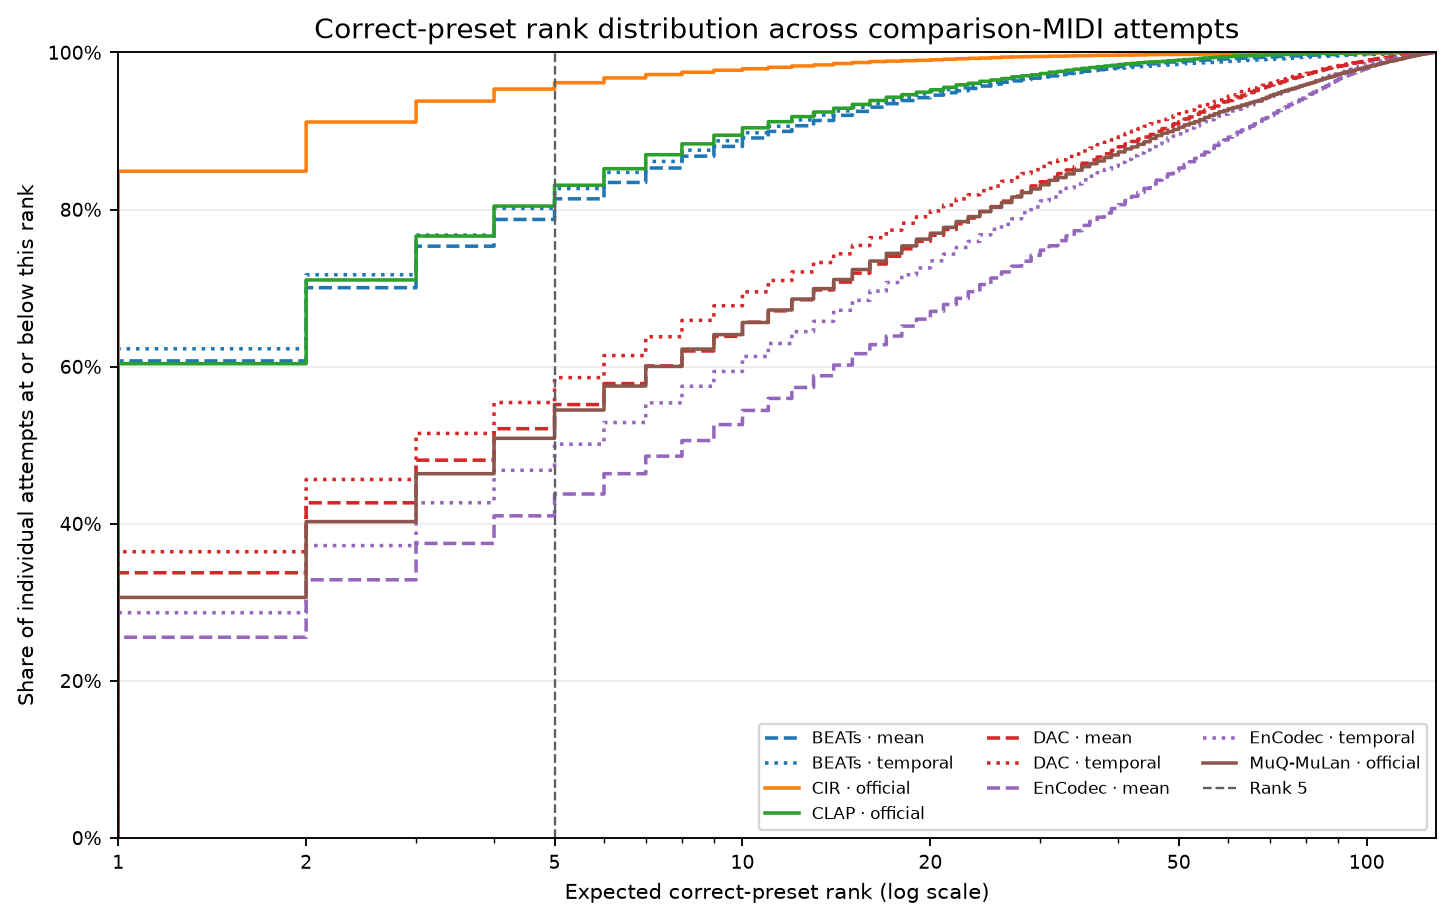 Correct-preset rank distribution across comparison-MIDI attempts
Share of individual attempts at or below this rank
100%
80%
60%
40%
20%
0%
1
2
5
10
20
50
100
Expected correct-preset rank (log scale)
BEATs · mean
BEATs · temporal
CIR · official
CLAP · official
DAC · mean
DAC · temporal
EnCodec · mean
EnCodec · temporal
MuQ-MuLan · official
Rank 5